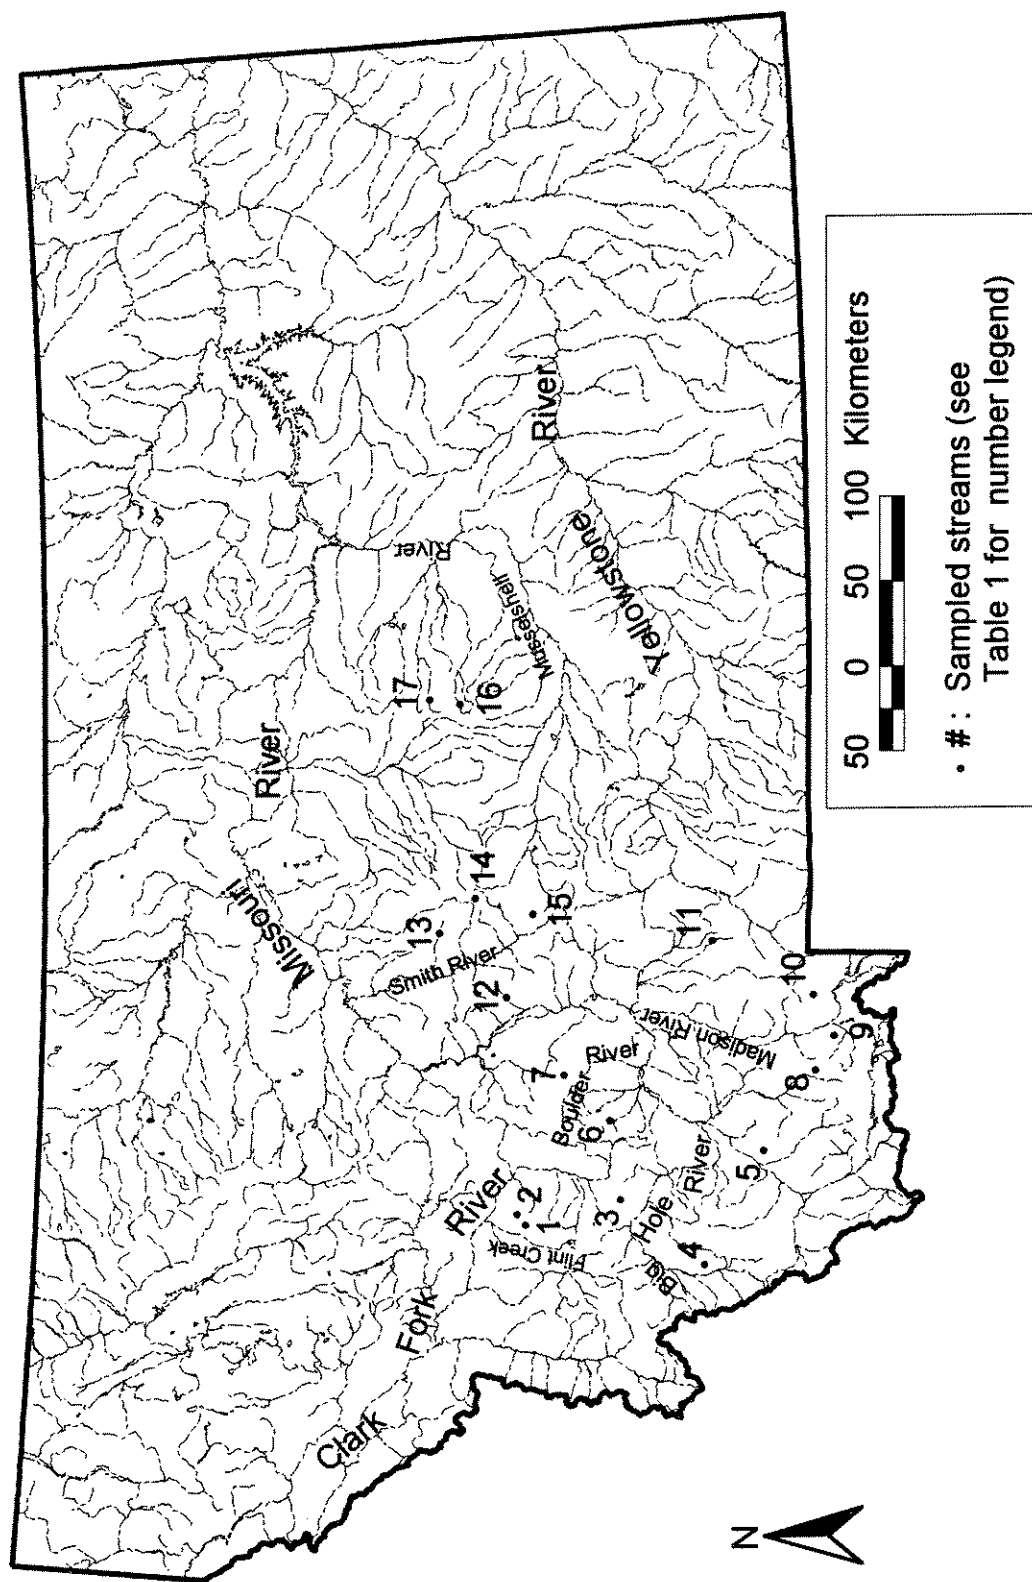 Missouri
River
Clark
Fork
River
Smith River
River
Musselshell
River
Yellowstone
Flint Creek
Boulder
River
Big
Hole
River
Madison River
1
2
3
4
5
6
7
8
9
10
11
12
13
14
15
16
17
N
50 0 50 100 Kilometers
• #: Sampled streams (see
Table 1 for number legend)